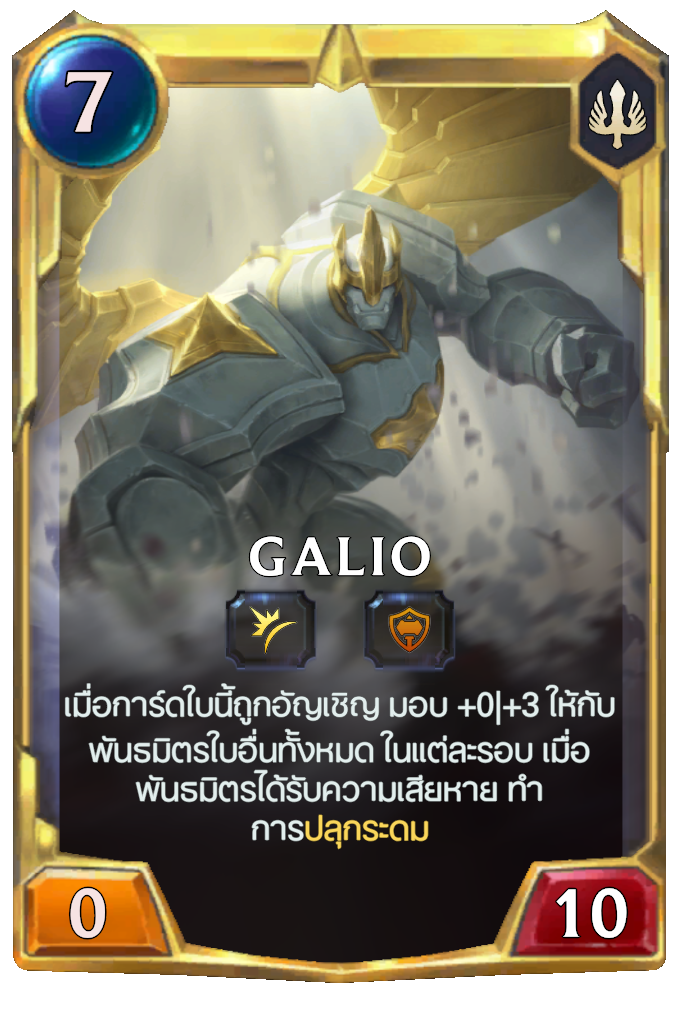 7
GALIO
เมื่อการ์ดใบนี้ถูกอัญเชิญ มอบ +0|+3 ให้กับ
พันธมิตรใบอื่นทั้งหมด ในแต่ละรอบ เมื่อ
พันธมิตรได้รับความเสียหาย ทำ
การปลุกระดม
0
10